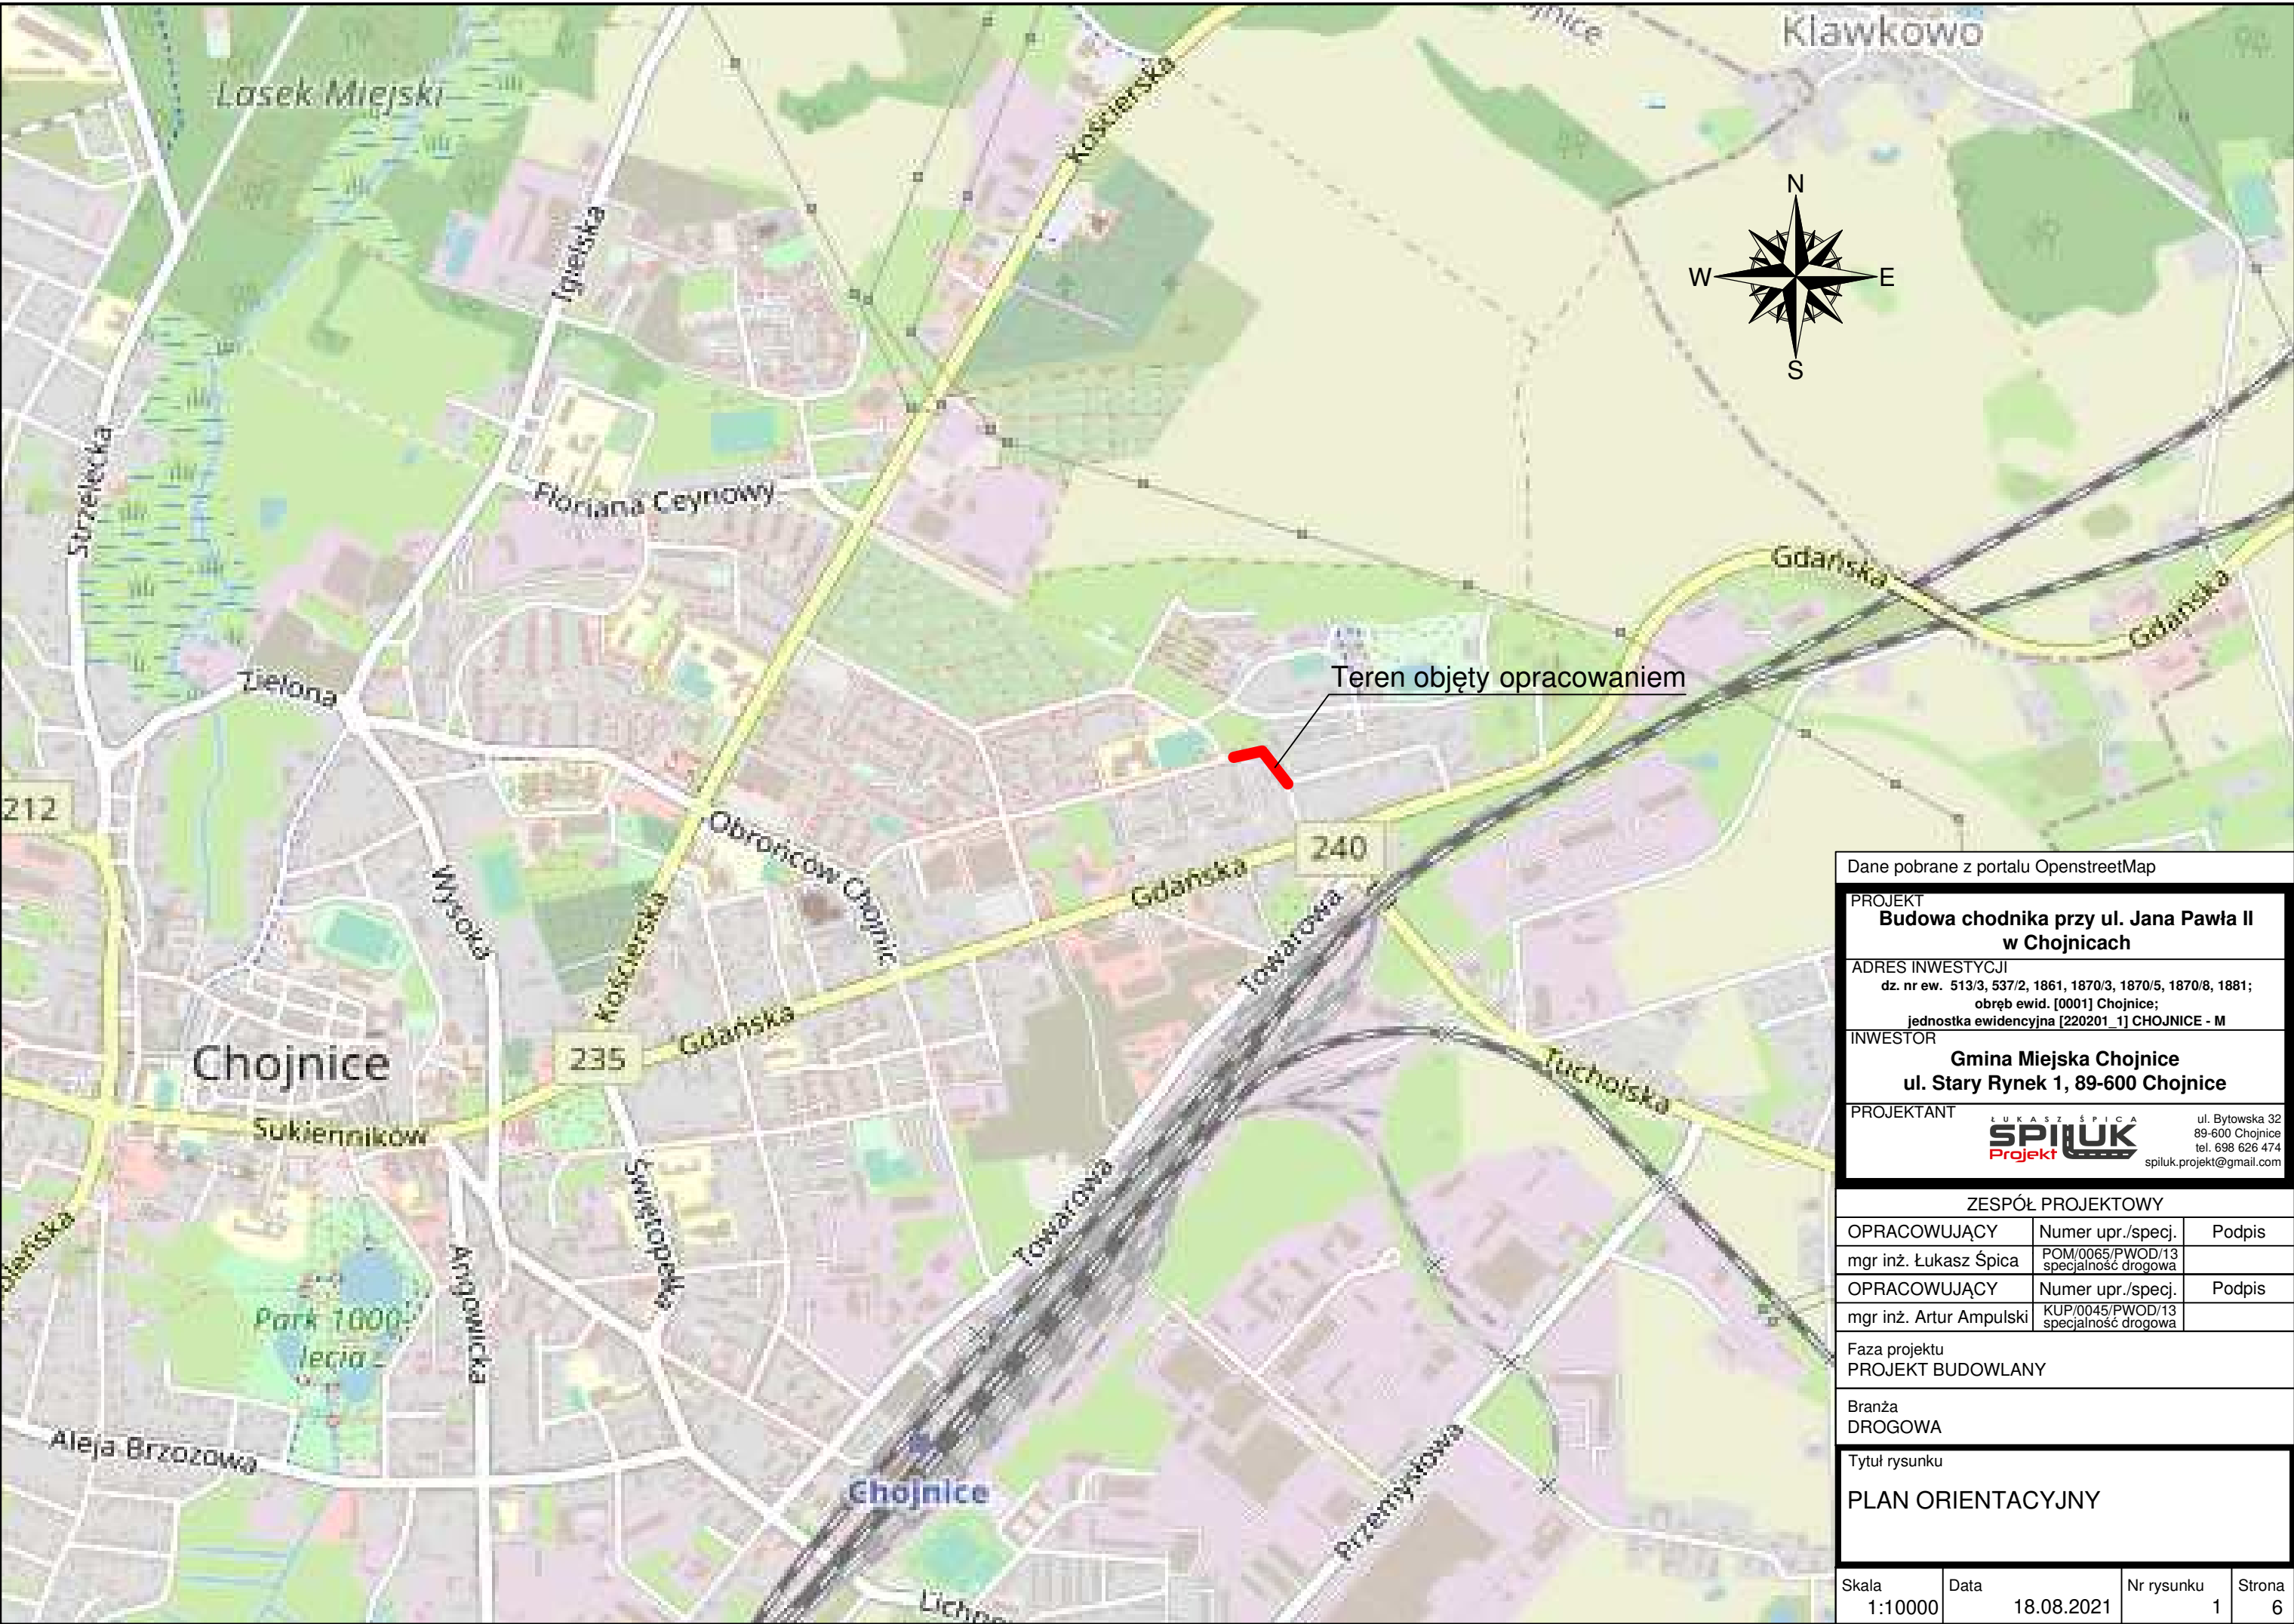 Klawkowo
Lasek Miejski
Kościerska
Igielska
N
W
E
S
Strzelecka
Floriana Ceynowy
Gdańska
Gdańska
Teren objęty opracowaniem
Zielona
212
Obrońców Chojnic
240
Wysoka
Gdańska
Kościerska
Towarowa
Gdańska
235
Chojnice
Sukienników
Tucholska
Świętopełka
Towarowa
Angowicka
Park 1000-
lecia
Aleja Brzozowa
Chojnice
Przemysłowa
Dane pobrane z portalu OpenstreetMap
PROJEKT
Budowa chodnika przy ul. Jana Pawła II
w Chojnicach
ADRES INWESTYCJI
dz. nr ew. 513/3, 537/2, 1861, 1870/3, 1870/5, 1870/8, 1881;
obręb ewid. [0001] Chojnice;
jednostka ewidencyjna [220201_1] CHOJNICE - M
INWESTOR
Gmina Miejska Chojnice
ul. Stary Rynek 1, 89-600 Chojnice
PROJEKTANT
ŁUKASZ ŚPICA
SPILUK
Projekt
ul. Bytowska 32
89-600 Chojnice
tel. 698 626 474
spiluk.projekt@gmail.com
ZESPÓŁ PROJEKTOWY
OPRACOWUJĄCY Numer upr./specj. Podpis
mgr inż. Łukasz Śpica POM/0065/PWOD/13
specjalność drogowa
OPRACOWUJĄCY Numer upr./specj. Podpis
mgr inż. Artur Ampulski KUP/0045/PWOD/13
specjalność drogowa
Faza projektu
PROJEKT BUDOWLANY
Branża
DROGOWA
Tytuł rysunku
PLAN ORIENTACYJNY
Skala Data Nr rysunku Strona
1:10000 18.08.2021 1 6